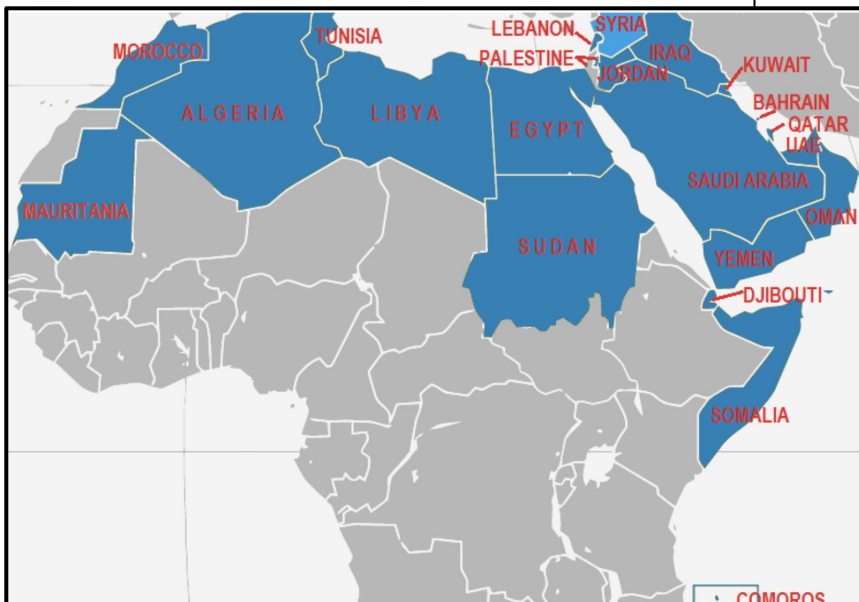 LEBANON
SYRIA
TUNISIA
MOROCCO
PALESTINE
IRAQ
JORDAN
KUWAIT
BAHRAIN
ALGERIA
LIBYA
EGYPT
QATAR
UAE
SAUDI ARABIA
MAURITANIA
OMAN
SUDAN
YEMEN
DJIBOUTI
SOMALIA
COMOROS